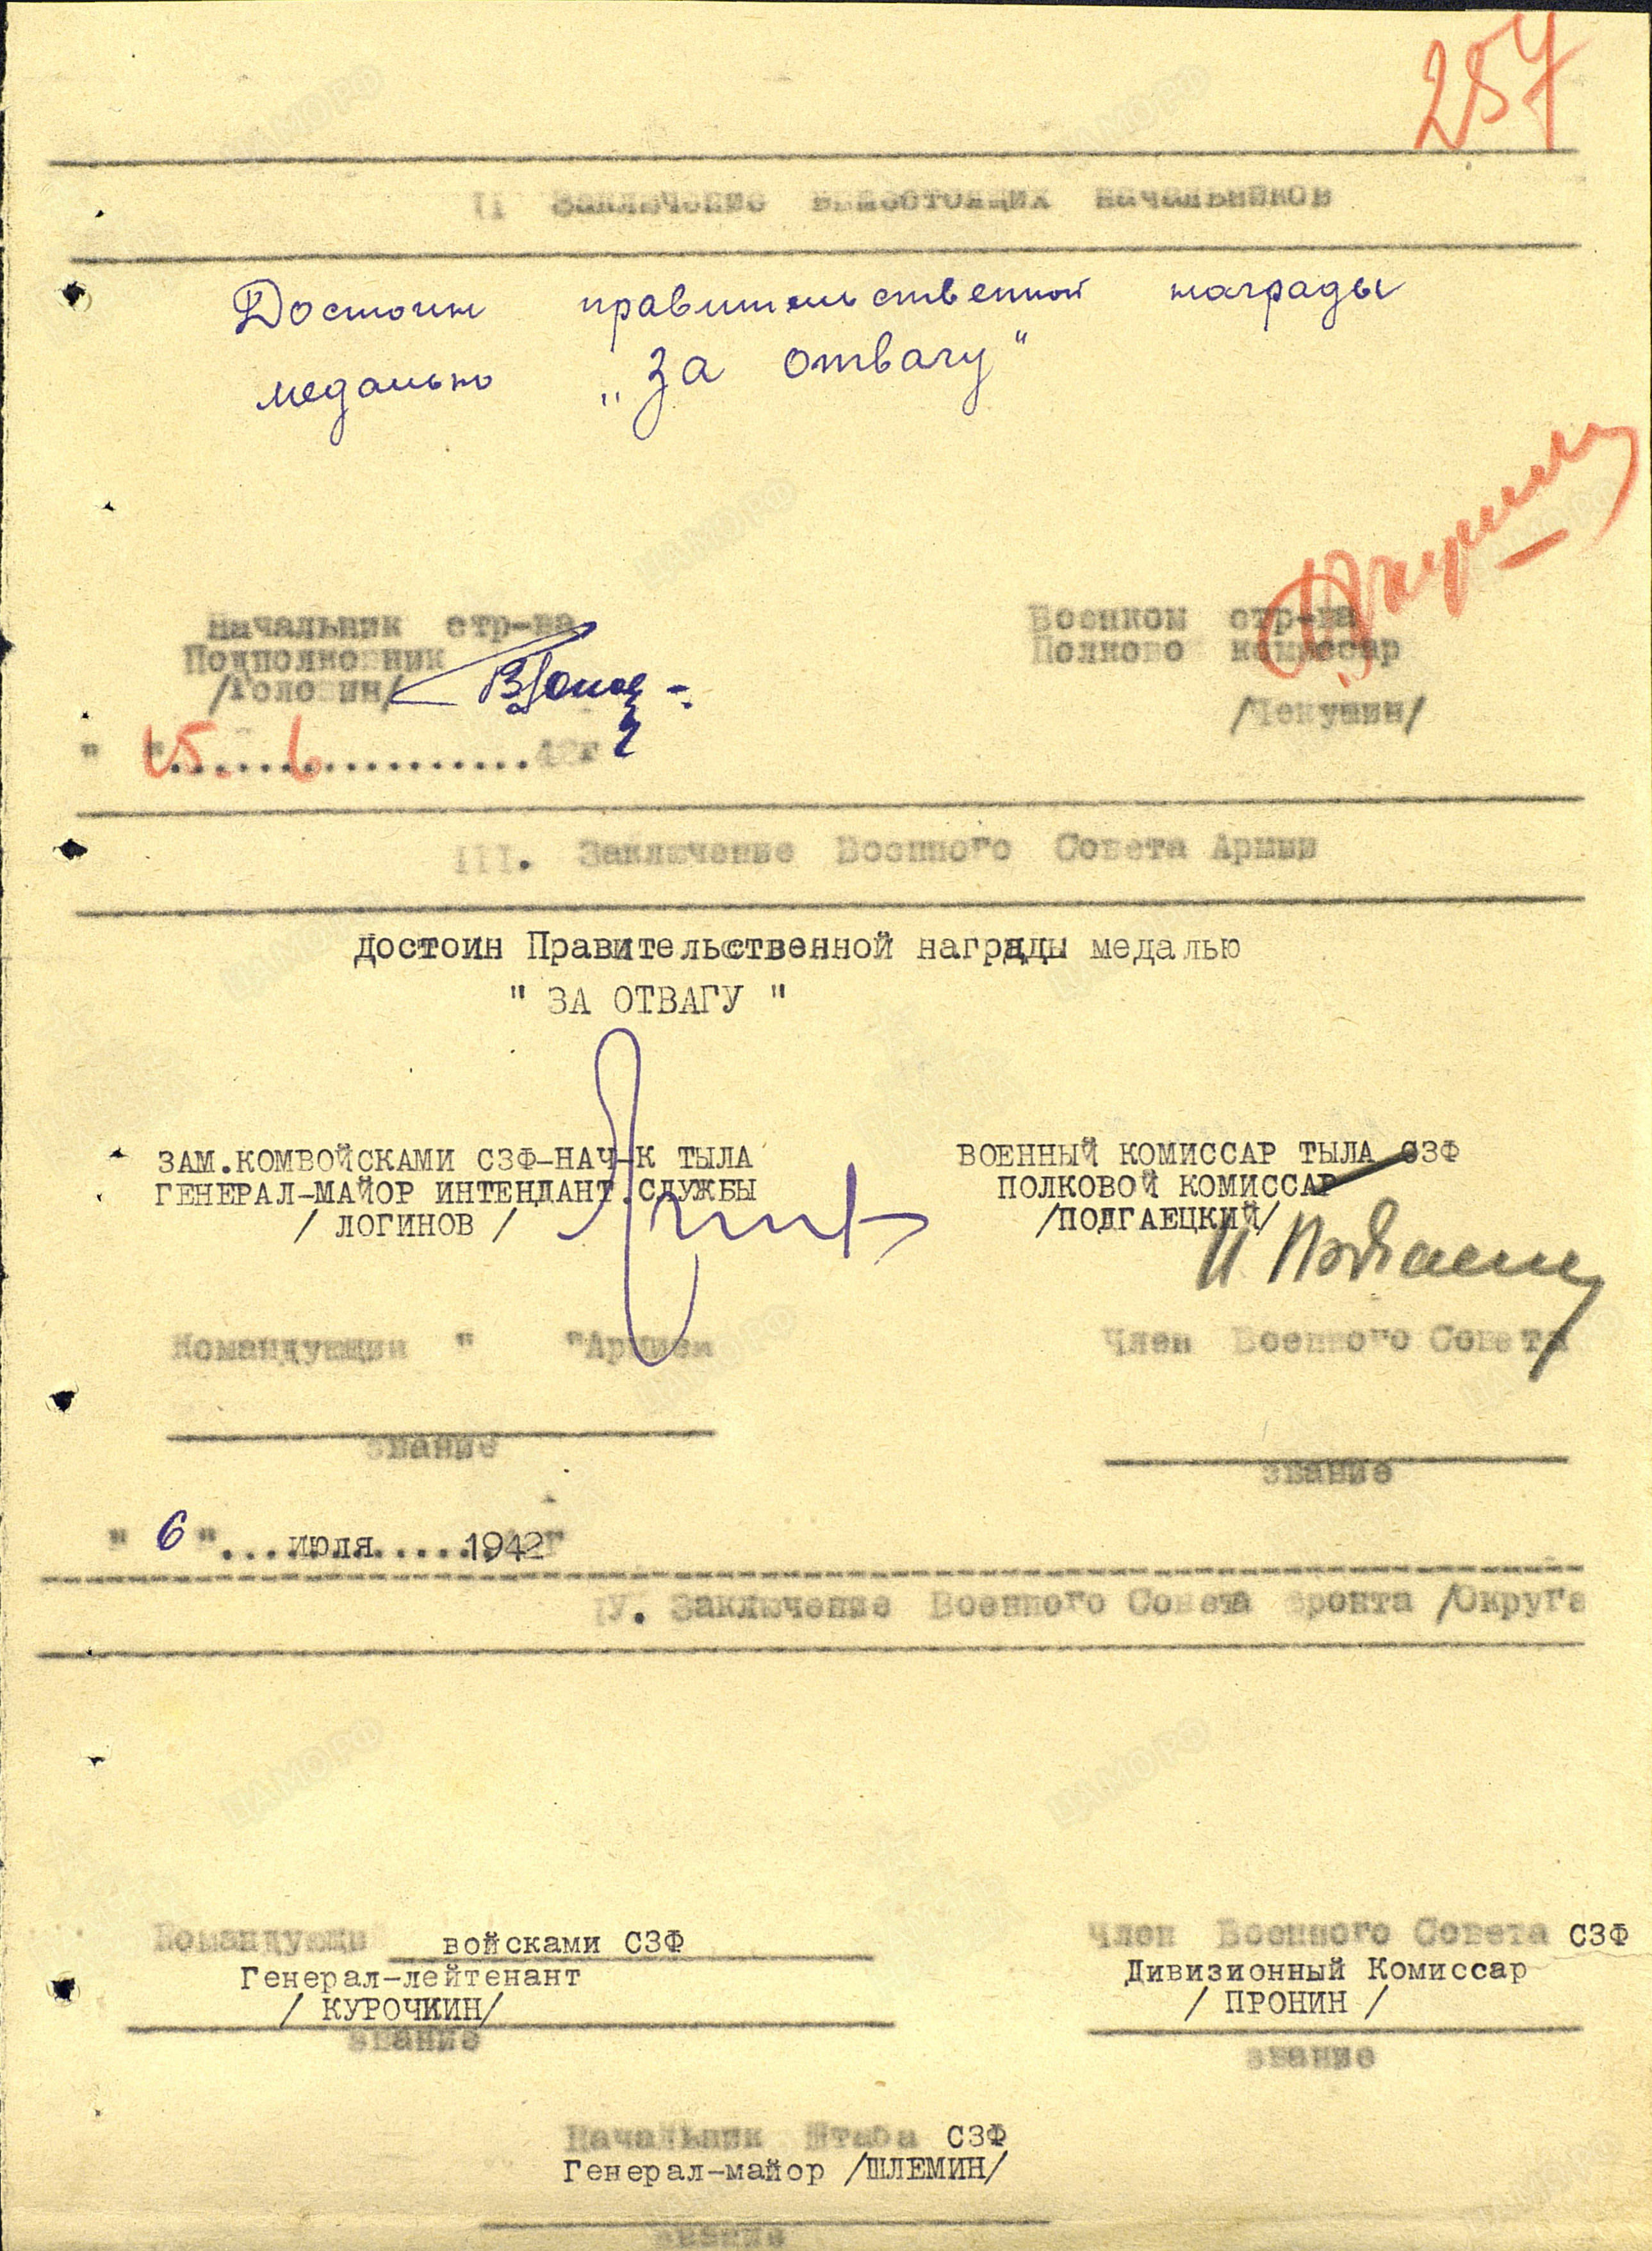 257
II Заключение вышестоящих начальников
Достоин правительственной награды
медалью „За отвагу"
Начальник стр-ва
Подполковник
/Головин/
Военком стр-ва
Полковой комиссар
/Чекушин/
" 15 " 6 42г
III. Заключение Военного Совета Армии
достоин Правительственной награды медалью
" ЗА ОТВАГУ "
ЗАМ.КОМВОЙСКАМИ СЗФ-НАЧ-К ТЫЛА
ГЕНЕРАЛ-МАЙОР ИНТЕНДАНТ.СЛУЖБЫ
/ ЛОГИНОВ /
ВОЕННЫЙ КОМИССАР ТЫЛА СЗФ
ПОЛКОВОЙ КОМИССАР
/ПОДГАЕЦКИЙ/
Командующий " "Армией
Член Военного Совета
звание
звание
" 6 "....июля.....1942г
IУ. Заключение Военного Совета фронта /Округа
Командующи войсками СЗФ
Генерал-лейтенант
/ КУРОЧКИН/
звание
Член Военного Совета СЗФ
Дивизионный Комиссар
/ ПРОНИН /
звание
Начальник Штаба СЗФ
Генерал-майор /ШЛЕМИН/
звание